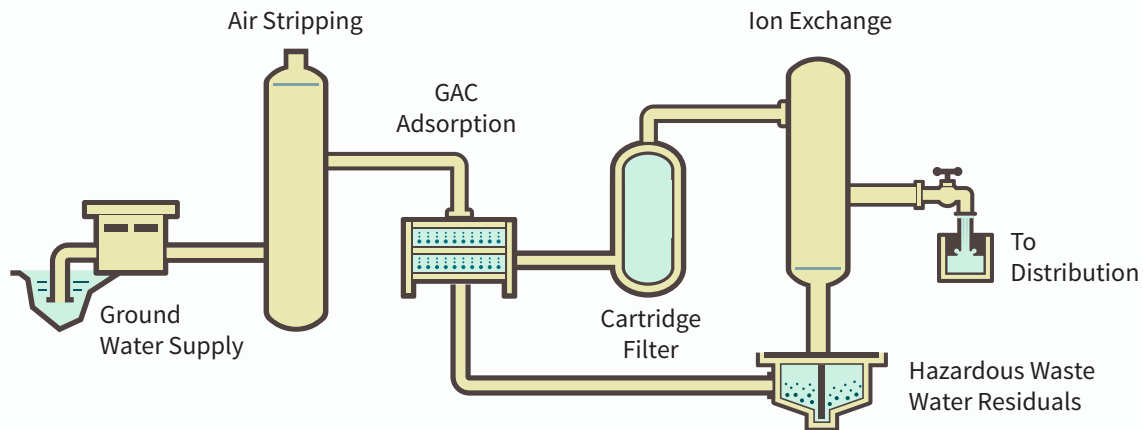 Air Stripping
Ion Exchange
GAC
Adsorption
To
Distribution
Ground
Water Supply
Cartridge
Filter
Hazardous Waste
Water Residuals